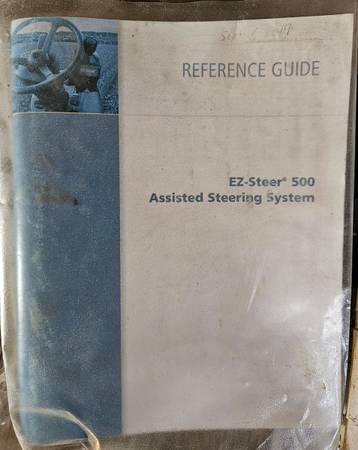 REFERENCE GUIDE
EZ-Steer® 500
Assisted Steering System